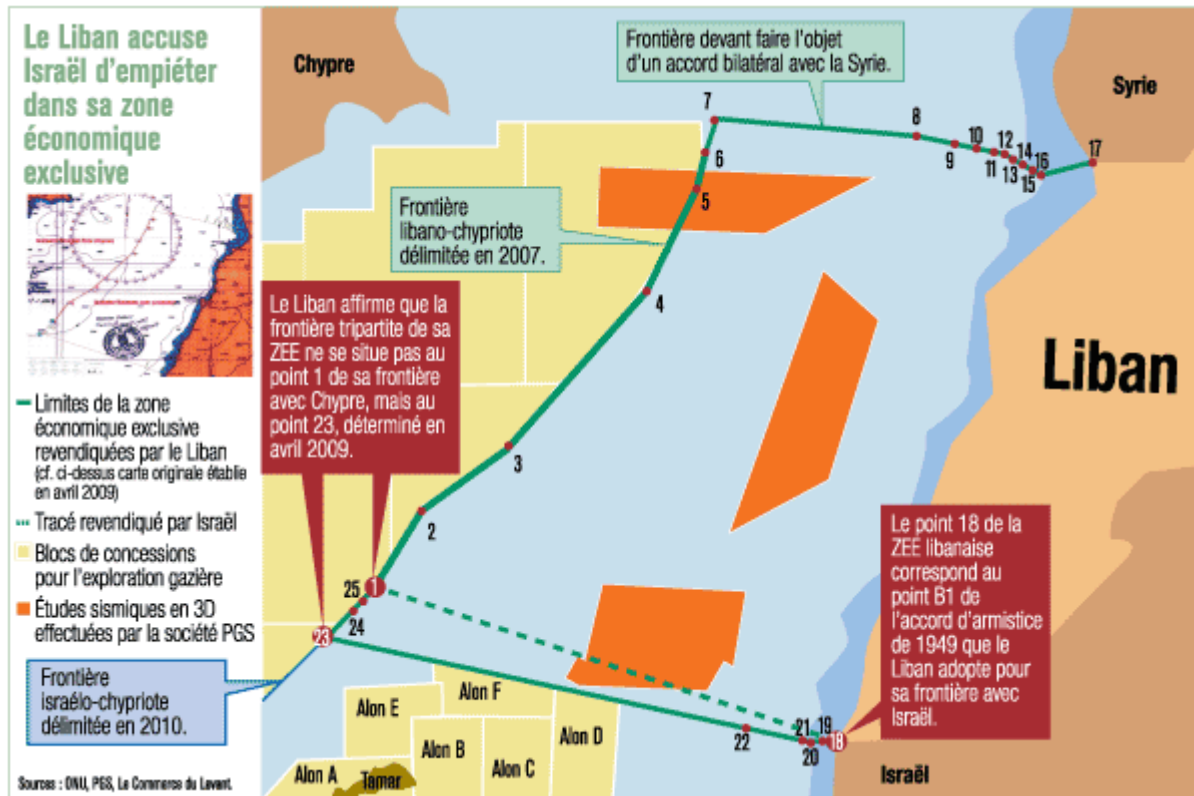 Le Liban accuse
Israël d'empiéter
dans sa zone
économique
exclusive
Limites de la zone
économique exclusive
revendiquées par le Liban
(cf. ci-dessus carte originale établie
en avril 2009)
Tracé revendiqué par Israël
Blocs de concessions
pour l'exploration gazière
Études sismiques en 3D
effectuées par la société PGS
Frontière
israélo-chypriote
délimitée en 2010.
Sources : ONU, PGS, Le Commerce du Levant.
Chypre
Frontière devant faire l'objet
d'un accord bilatéral avec la Syrie.
Syrie
7
8
9
10
11
12
13
14
15
16
17
6
5
Frontière
libano-chypriote
délimitée en 2007.
4
Le Liban affirme que la
frontière tripartite de sa
ZEE ne se situe pas au
point 1 de sa frontière
avec Chypre, mais au
point 23, déterminé en
avril 2009.
Liban
3
2
25
1
24
23
Le point 18 de la
ZEE libanaise
correspond au
point B1 de
l'accord d'armistice
de 1949 que le
Liban adopte pour
sa frontière avec
Israël.
Alon F
Alon E
Alon D
Alon B
Alon C
Alon A
Tamar
22
21
19
20
18
Israël